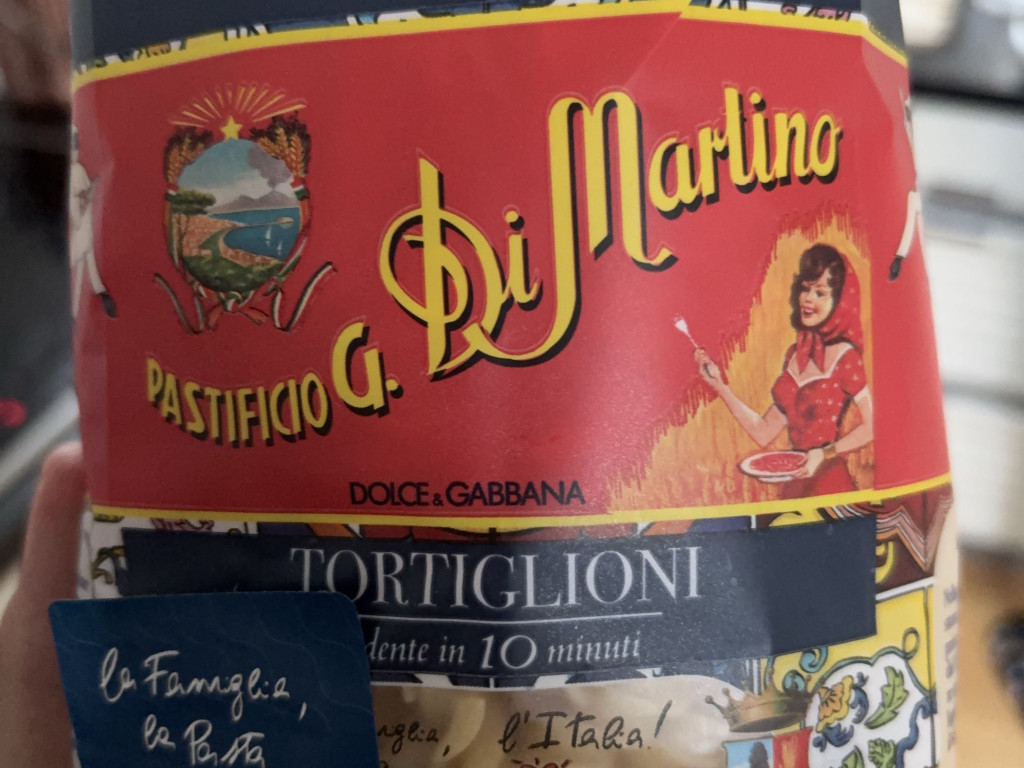 PASTIFICIO G. Di Martino
DOLCE & GABBANA
TORTIGLIONI
dente in 10 minuti
la Famiglia,
la Pasta
l'Italia!